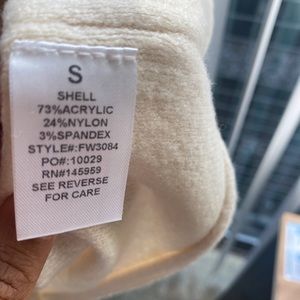 S
SHELL
73%ACRYLIC
24%NYLON
3%SPANDEX
STYLE#:FW3084
PO#:10029
RN#145959
SEE REVERSE
FOR CARE